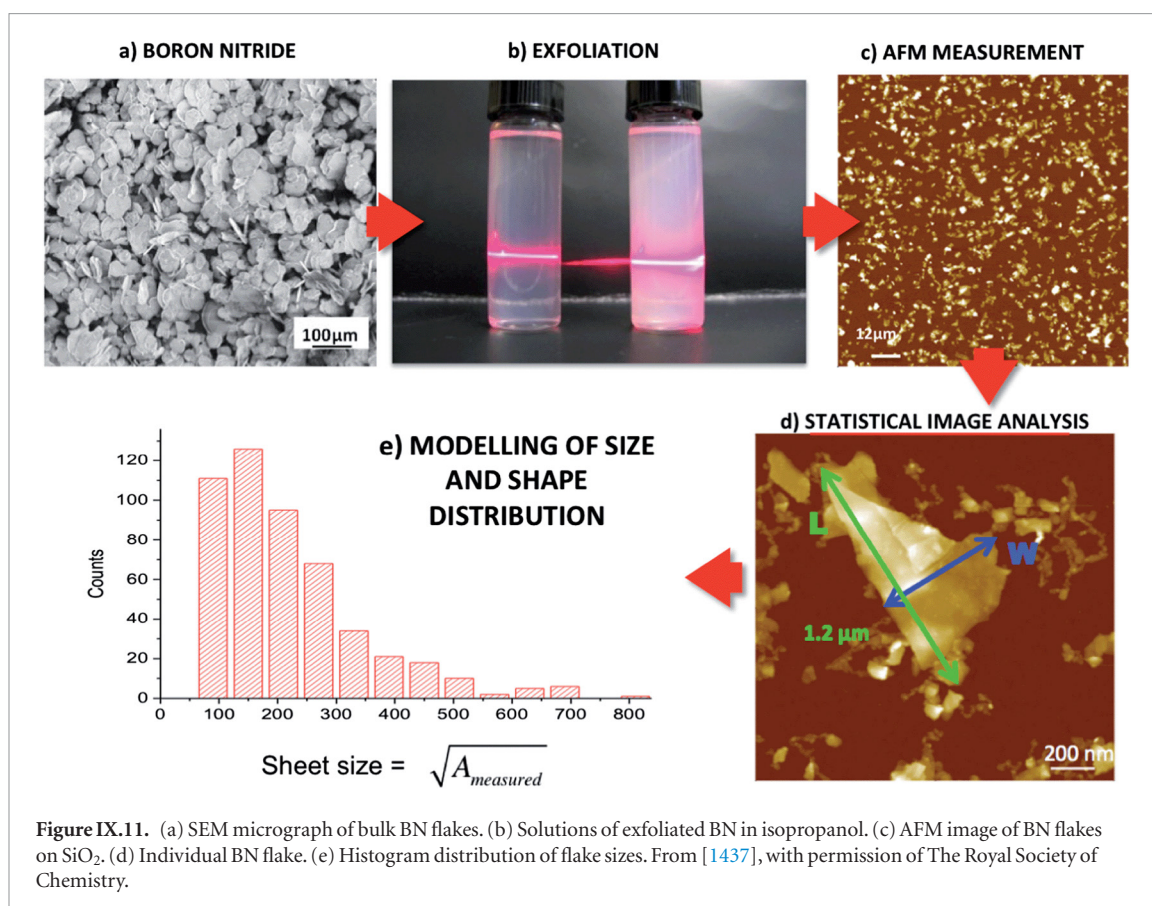 a) BORON NITRIDE
b) EXFOLIATION
c) AFM MEASUREMENT
100µm
12µm
d) STATISTICAL IMAGE ANALYSIS
L
W
1.2 µm
200 nm
e) MODELLING OF SIZE
AND SHAPE
DISTRIBUTION
Counts
120
100
80
60
40
20
0
0 100 200 300 400 500 600 700 800
Sheet size = √A measured
Figure IX.11. (a) SEM micrograph of bulk BN flakes. (b) Solutions of exfoliated BN in isopropanol. (c) AFM image of BN flakes
on SiO₂. (d) Individual BN flake. (e) Histogram distribution of flake sizes. From [1437], with permission of The Royal Society of
Chemistry.